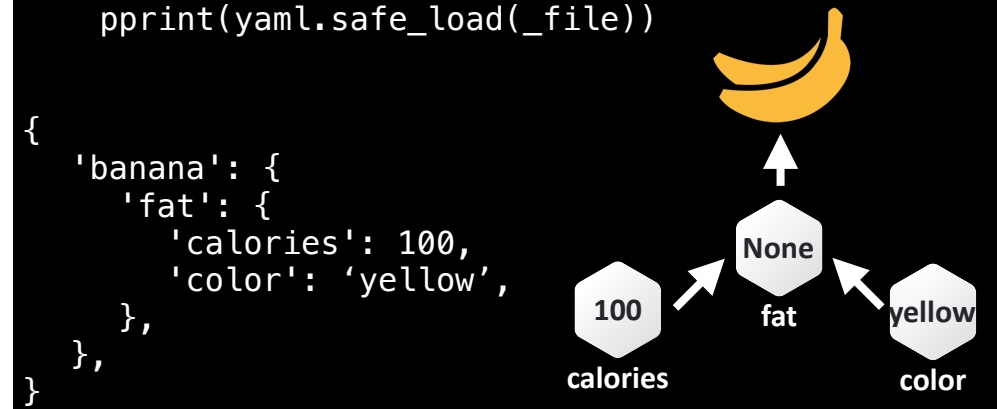 pprint(yaml.safe_load(_file))
{
'banana': {
'fat': {
'calories': 100,
'color': ‘yellow’,
},
},
}
None
fat
100
calories
yellow
color